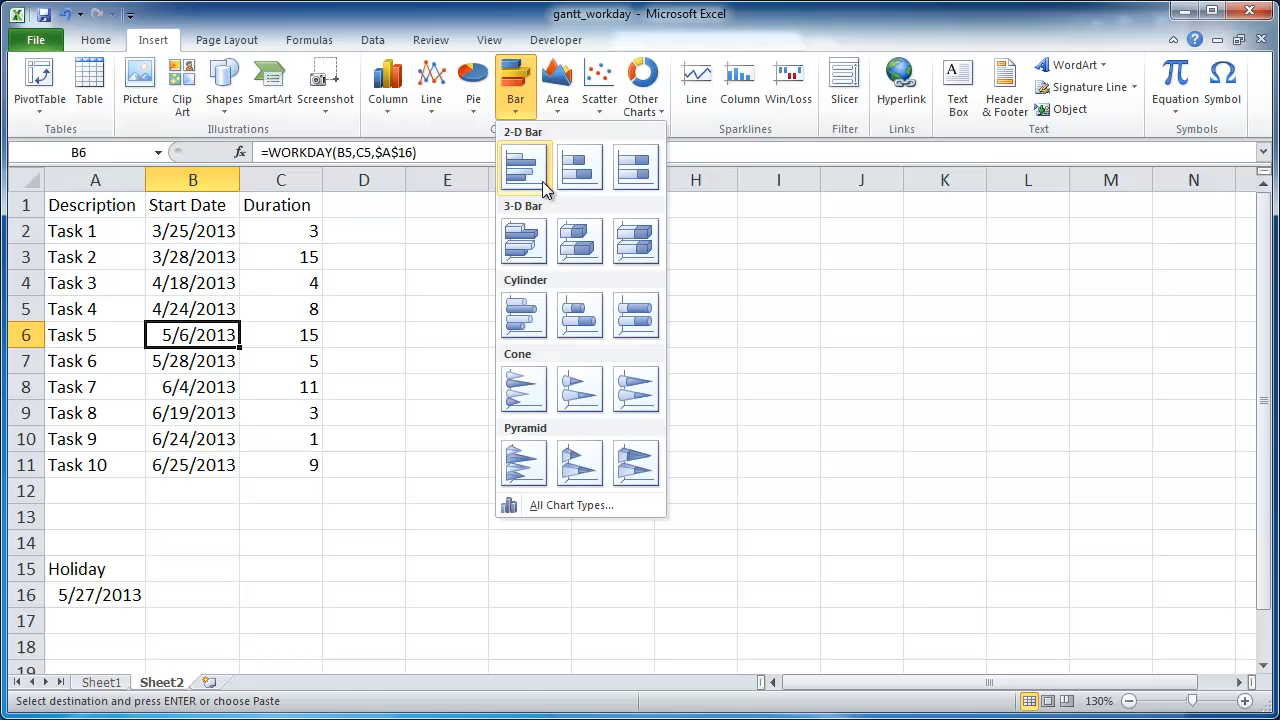 gantt_workday - Microsoft Excel
File Home Insert Page Layout Formulas Data Review View Developer
PivotTable Table Picture Clip Art Shapes SmartArt Screenshot Column Line Pie Bar Area Scatter Other Charts Line Column Win/Loss Slicer Hyperlink Text Box Header & Footer WordArt Signature Line Object Equation Symbol
Tables Illustrations Sparklines Filter Links Text Symbols
B6 fx =WORKDAY(B5,C5,$A$16)
A B C D E H I J K L M N
1 Description Start Date Duration
2 Task 1 3/25/2013 3
3 Task 2 3/28/2013 15
4 Task 3 4/18/2013 4
5 Task 4 4/24/2013 8
6 Task 5 5/6/2013 15
7 Task 6 5/28/2013 5
8 Task 7 6/4/2013 11
9 Task 8 6/19/2013 3
10 Task 9 6/24/2013 1
11 Task 10 6/25/2013 9
12
13
14
15 Holiday
16 5/27/2013
17
18
19
2-D Bar
3-D Bar
Cylinder
Cone
Pyramid
All Chart Types...
Sheet1 Sheet2
Select destination and press ENTER or choose Paste 130%